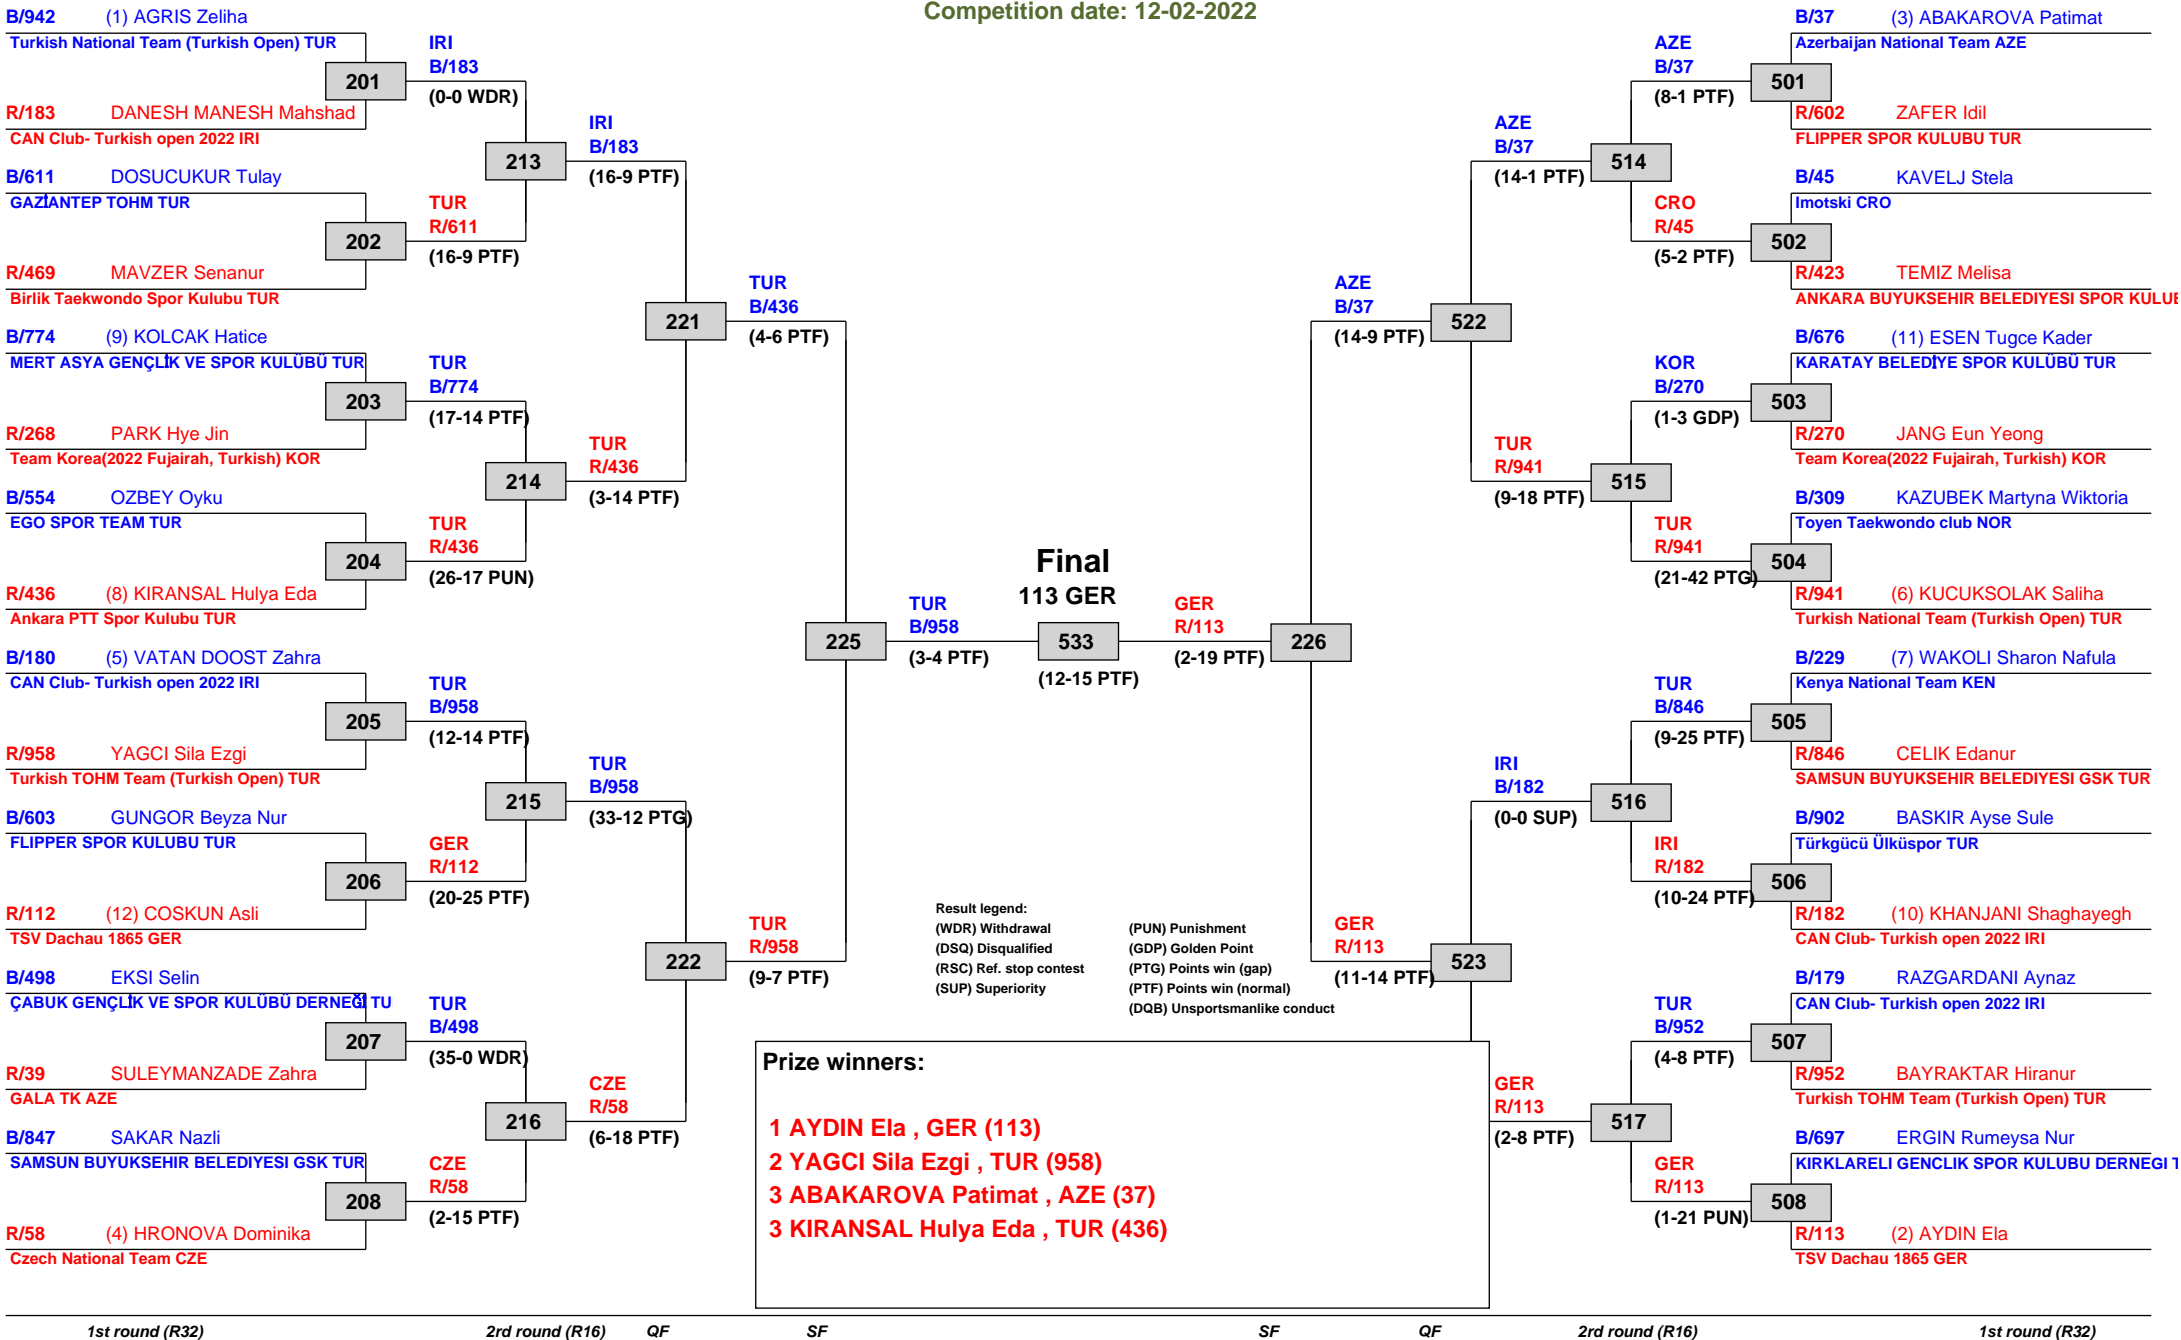 Competition date: 12-02-2022
B/942 (1) AGRIS Zeliha
Turkish National Team (Turkish Open) TUR
201
R/183 DANESH MANESH Mahshad
CAN Club- Turkish open 2022 IRI
B/611 DOSUCUKUR Tulay
GAZİANTEP TOHM TUR
202
R/469 MAVZER Senanur
Birlik Taekwondo Spor Kulubu TUR
B/774 (9) KOLCAK Hatice
MERT ASYA GENÇLİK VE SPOR KULÜBÜ TUR
203
R/268 PARK Hye Jin
Team Korea(2022 Fujairah, Turkish) KOR
B/554 OZBEY Oyku
EGO SPOR TEAM TUR
204
R/436 (8) KIRANSAL Hulya Eda
Ankara PTT Spor Kulubu TUR
B/180 (5) VATAN DOOST Zahra
CAN Club- Turkish open 2022 IRI
205
R/958 YAGCI Sila Ezgi
Turkish TOHM Team (Turkish Open) TUR
B/603 GUNGOR Beyza Nur
FLIPPER SPOR KULUBU TUR
206
R/112 (12) COSKUN Asli
TSV Dachau 1865 GER
B/498 EKSI Selin
ÇABUK GENÇLİK VE SPOR KULÜBÜ DERNEĞİ TU
207
R/39 SULEYMANZADE Zahra
GALA TK AZE
B/847 SAKAR Nazli
SAMSUN BUYUKSEHIR BELEDIYESI GSK TUR
208
R/58 (4) HRONOVA Dominika
Czech National Team CZE
IRI
B/183
(0-0 WDR)
213
TUR
R/611
(16-9 PTF)
TUR
B/774
(17-14 PTF)
214
TUR
R/436
(26-17 PUN)
TUR
B/958
(12-14 PTF)
215
GER
R/112
(20-25 PTF)
TUR
B/498
(35-0 WDR)
216
CZE
R/58
(2-15 PTF)
IRI
B/183
(16-9 PTF)
221
TUR
R/436
(3-14 PTF)
TUR
B/958
(33-12 PTG)
222
CZE
R/58
(6-18 PTF)
TUR
B/436
(4-6 PTF)
225
TUR
R/958
(9-7 PTF)
TUR
B/958
(3-4 PTF)
Final
113 GER
533
(12-15 PTF)
GER
R/113
(2-19 PTF)
226
AZE
B/37
(14-9 PTF)
522
GER
R/113
(11-14 PTF)
523
AZE
B/37
(14-1 PTF)
514
TUR
R/941
(9-18 PTF)
515
IRI
B/182
(0-0 SUP)
516
GER
R/113
(2-8 PTF)
517
AZE
B/37
(8-1 PTF)
CRO
R/45
(5-2 PTF)
KOR
B/270
(1-3 GDP)
TUR
R/941
(21-42 PTG)
TUR
B/846
(9-25 PTF)
IRI
R/182
(10-24 PTF)
TUR
B/952
(4-8 PTF)
GER
R/113
(1-21 PUN)
B/37 (3) ABAKAROVA Patimat
Azerbaijan National Team AZE
501
R/602 ZAFER Idil
FLIPPER SPOR KULUBU TUR
B/45 KAVELJ Stela
Imotski CRO
502
R/423 TEMIZ Melisa
ANKARA BUYUKSEHIR BELEDIYESI SPOR KULUB
B/676 (11) ESEN Tugce Kader
KARATAY BELEDİYE SPOR KULÜBÜ TUR
503
R/270 JANG Eun Yeong
Team Korea(2022 Fujairah, Turkish) KOR
B/309 KAZUBEK Martyna Wiktoria
Toyen Taekwondo club NOR
504
R/941 (6) KUCUKSOLAK Saliha
Turkish National Team (Turkish Open) TUR
B/229 (7) WAKOLI Sharon Nafula
Kenya National Team KEN
505
R/846 CELIK Edanur
SAMSUN BUYUKSEHIR BELEDIYESI GSK TUR
B/902 BASKIR Ayse Sule
Türkgücü Ülküspor TUR
506
R/182 (10) KHANJANI Shaghayegh
CAN Club- Turkish open 2022 IRI
B/179 RAZGARDANI Aynaz
CAN Club- Turkish open 2022 IRI
507
R/952 BAYRAKTAR Hiranur
Turkish TOHM Team (Turkish Open) TUR
B/697 ERGIN Rumeysa Nur
KIRKLARELI GENCLIK SPOR KULUBU DERNEGI T
508
R/113 (2) AYDIN Ela
TSV Dachau 1865 GER
Result legend:
(WDR) Withdrawal
(DSQ) Disqualified
(RSC) Ref. stop contest
(SUP) Superiority
(PUN) Punishment
(GDP) Golden Point
(PTG) Points win (gap)
(PTF) Points win (normal)
(DQB) Unsportsmanlike conduct
Prize winners:
1 AYDIN Ela , GER (113)
2 YAGCI Sila Ezgi , TUR (958)
3 ABAKAROVA Patimat , AZE (37)
3 KIRANSAL Hulya Eda , TUR (436)
1st round (R32) 2rd round (R16) QF SF SF QF 2rd round (R16) 1st round (R32)